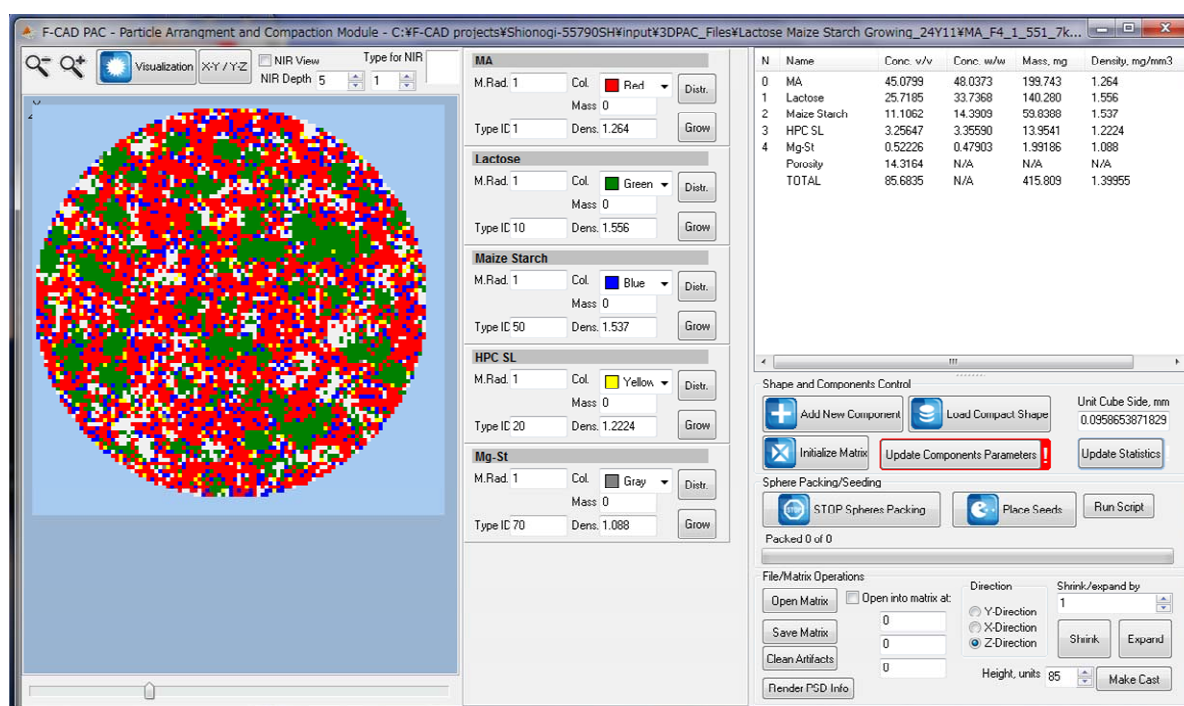 F-CAD PAC - Particle Arrangment and Compaction Module - C:¥F-CAD projects¥Shionogi-55790SH¥input¥3DPAC_Files¥Lactose Maize Starch Growing_24Y11¥MA_F4_1_551_7k...
Visualization
X-Y / Y-Z
NIR View
Type for NIR
NIR Depth 5
1
MA
M.Rad. 1 Col. Red Distr.
Mass 0
Type ID 1 Dens. 1.264 Grow
Lactose
M.Rad. 1 Col. Green Distr.
Mass 0
Type ID 10 Dens. 1.556 Grow
Maize Starch
M.Rad. 1 Col. Blue Distr.
Mass 0
Type ID 50 Dens. 1.537 Grow
HPC SL
M.Rad. 1 Col. Yellow Distr.
Mass 0
Type ID 20 Dens. 1.2224 Grow
Mg-St
M.Rad. 1 Col. Gray Distr.
Mass 0
Type ID 70 Dens. 1.088 Grow
N Name Conc. v/v Conc. w/w Mass, mg Density, mg/mm3
0 MA 45.0799 48.0373 199.743 1.264
1 Lactose 25.7185 33.7368 140.280 1.556
2 Maize Starch 11.1062 14.3909 59.8388 1.537
3 HPC SL 3.25647 3.35590 13.9541 1.2224
4 Mg-St 0.52226 0.47903 1.99186 1.088
Porosity 14.3164 N/A N/A N/A
TOTAL 85.6835 N/A 415.809 1.39955
Shape and Components Control
Add New Component
Load Compact Shape
Unit Cube Side, mm
0.0958653871829
Initialize Matrix
Update Components Parameters !
Update Statistics
Sphere Packing/Seeding
STOP STOP Spheres Packing
Place Seeds
Run Script
Packed 0 of 0
File/Matrix Operations
Open Matrix
Open into matrix at:
Direction
Shrink/expand by
1
0
Y-Direction
Save Matrix
X-Direction
0
Z-Direction
Shrink
Expand
Clean Artifacts
0
Height, units 85
Make Cast
Render PSD Info